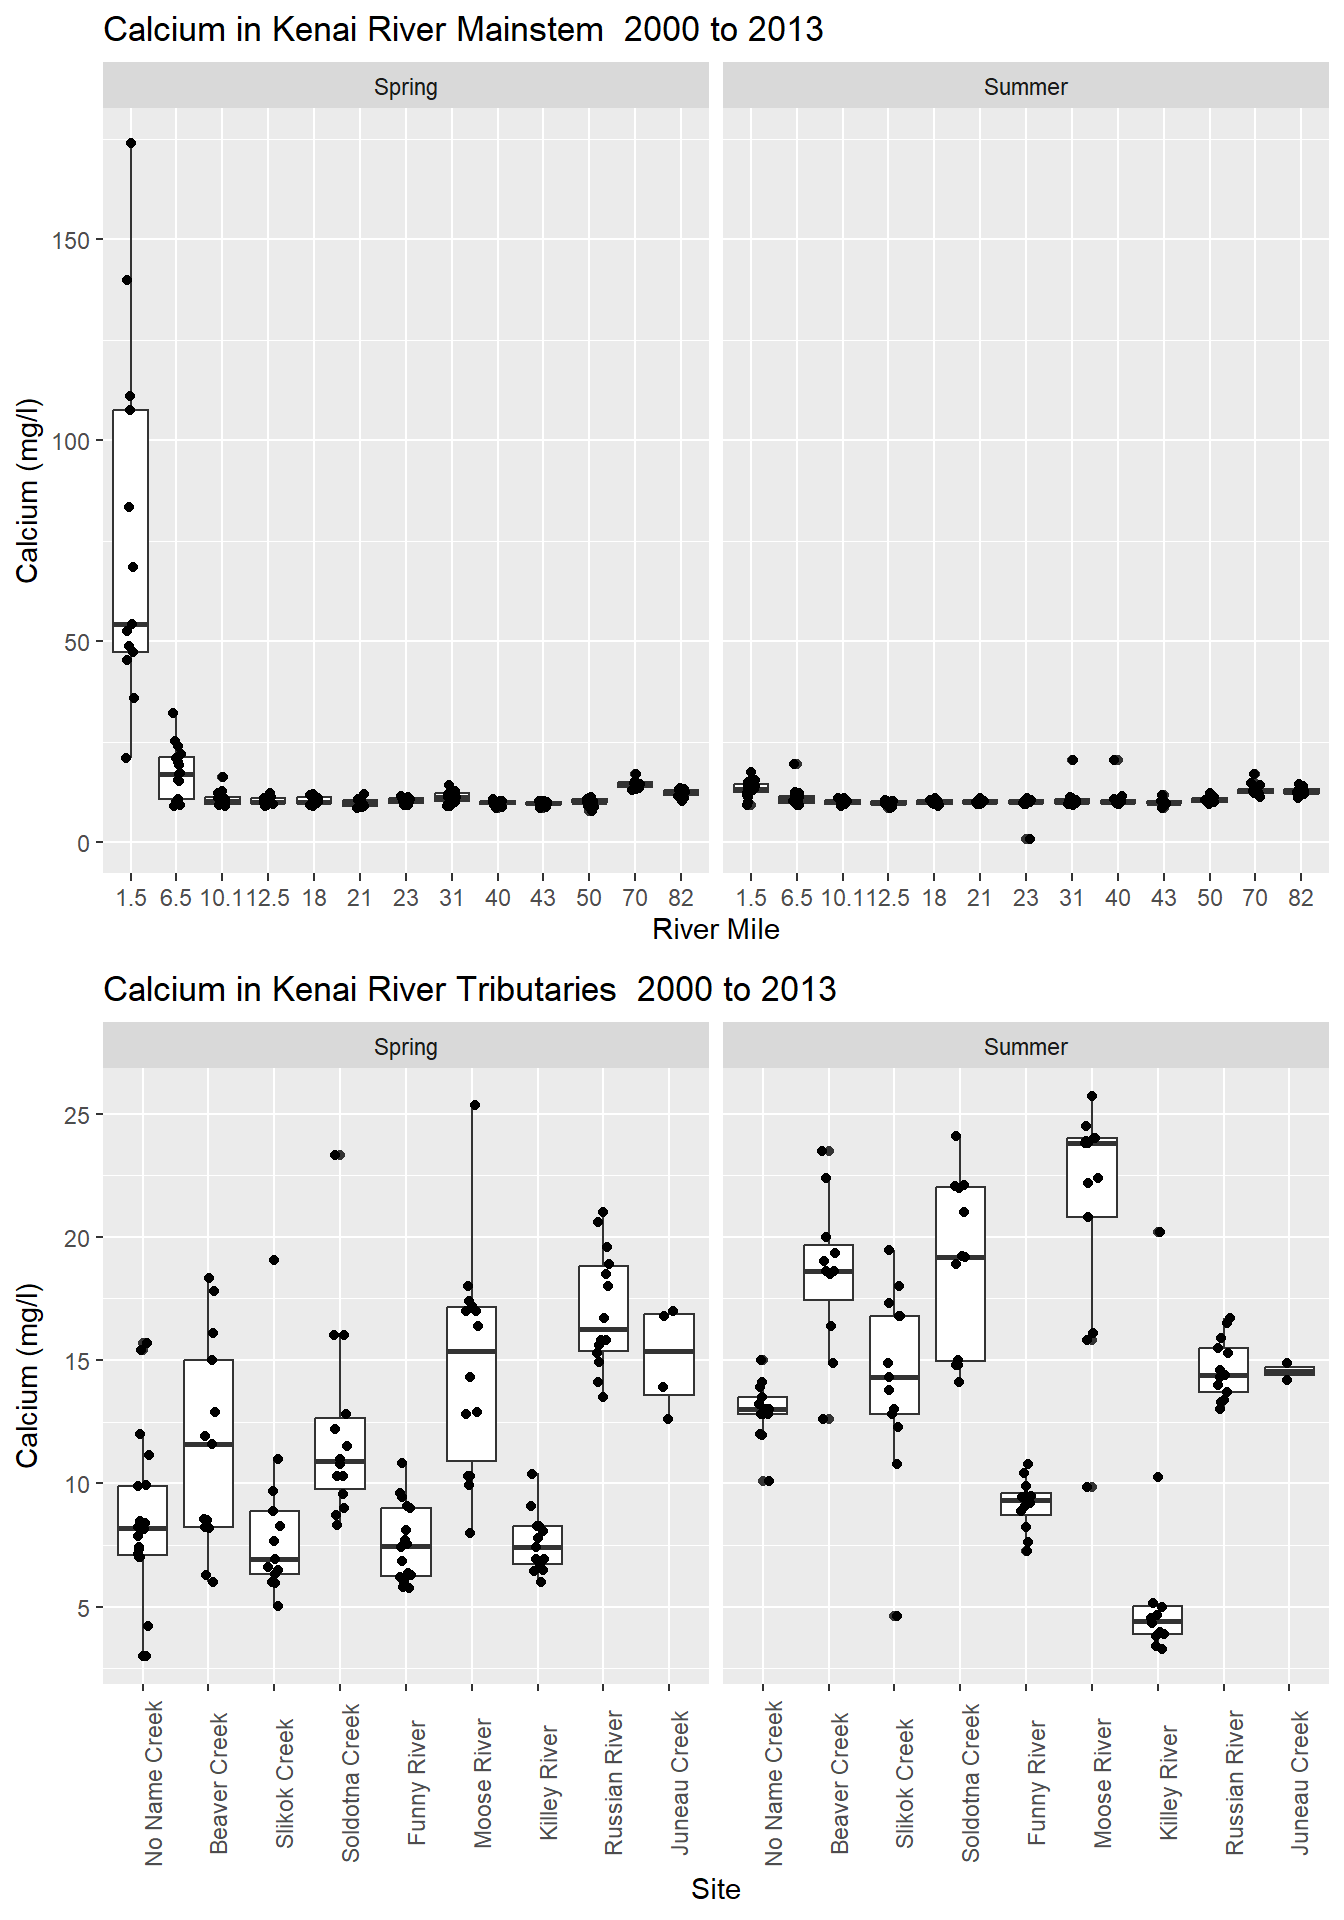 Calcium in Kenai River Mainstem  2000 to 2013
Spring
Summer
Calcium (mg/l)
150
100
50
0
1.5 6.5 10.1 12.5 18 21 23 31 40 43 50 70 82
1.5 6.5 10.1 12.5 18 21 23 31 40 43 50 70 82
River Mile
Calcium in Kenai River Tributaries  2000 to 2013
Spring
Summer
Calcium (mg/l)
25
20
15
10
5
No Name Creek
Beaver Creek
Slikok Creek
Soldotna Creek
Funny River
Moose River
Killey River
Russian River
Juneau Creek
No Name Creek
Beaver Creek
Slikok Creek
Soldotna Creek
Funny River
Moose River
Killey River
Russian River
Juneau Creek
Site